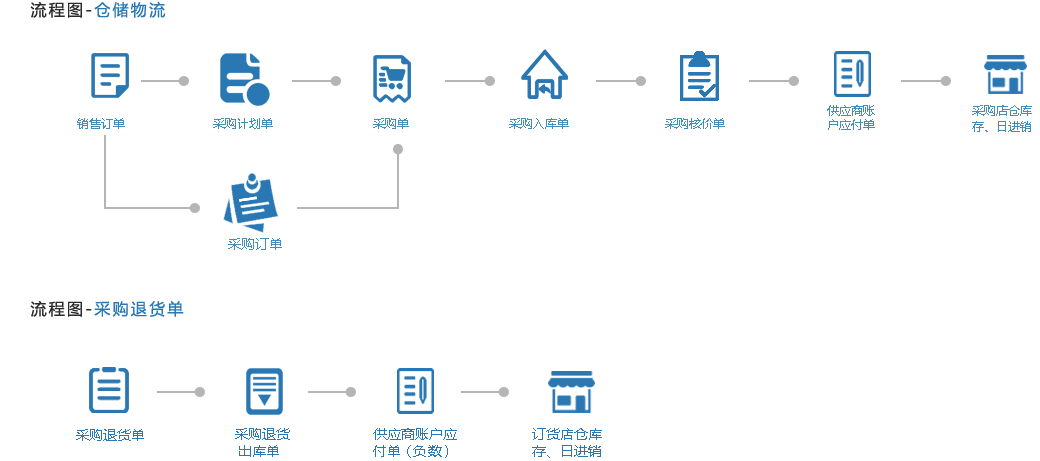 流程图-仓储物流
销售订单
采购计划单
采购单
采购入库单
采购核价单
供应商账
户应付单
采购店仓库
存、日进销
采购订单
流程图-采购退货单
采购退货单
采购退货
出库单
供应商账户应
付单（负数）
订货店仓库
存、日进销